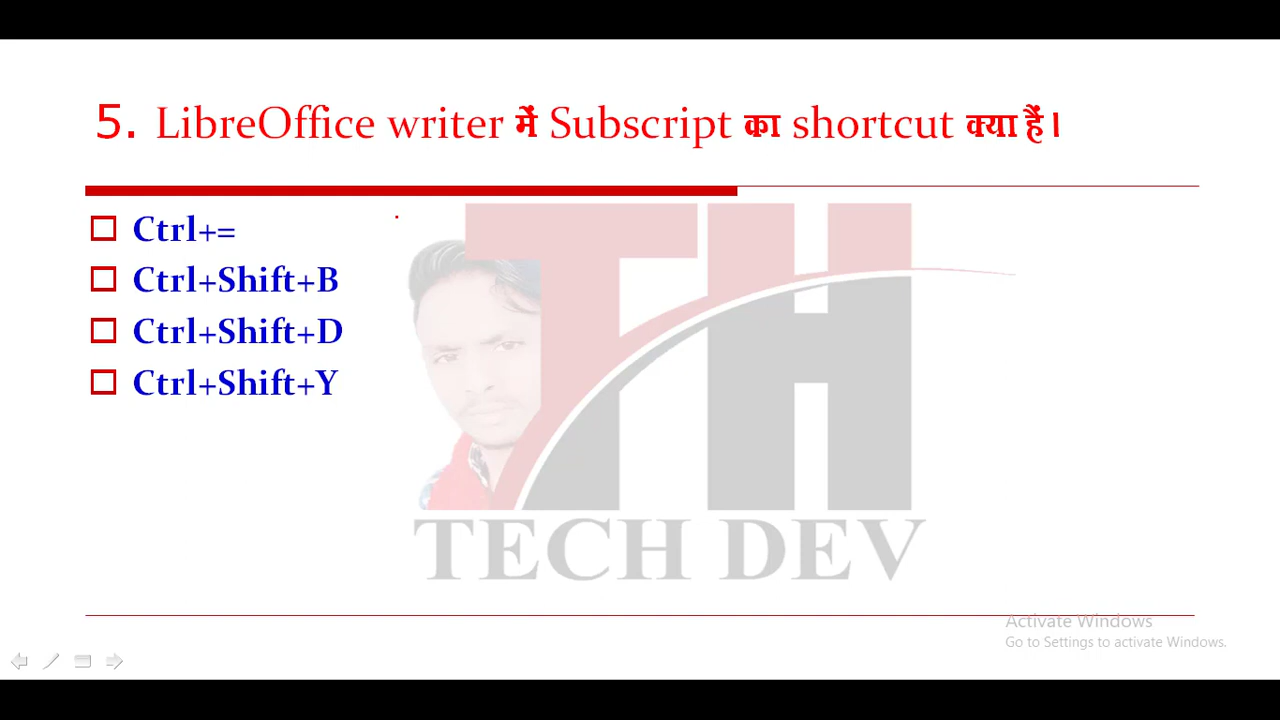 5. LibreOffice writer में Subscript का shortcut क्या हैं।
Ctrl+=
Ctrl+Shift+B
Ctrl+Shift+D
Ctrl+Shift+Y
TH
TECH DEV
Activate Windows
Go to Settings to activate Windows.